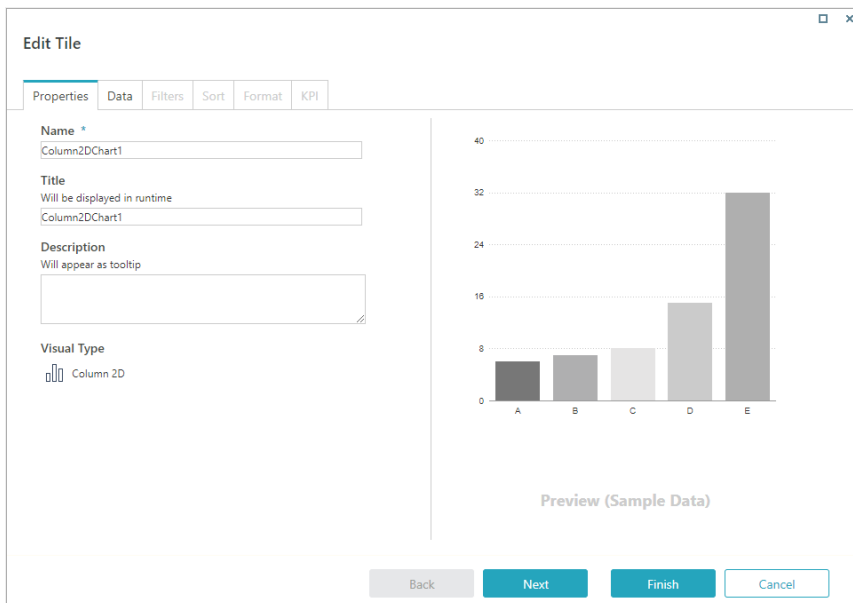 Edit Tile
Properties Data Filters Sort Format KPI
Name *
Column2DChart1
Title
Will be displayed in runtime
Column2DChart1
Description
Will appear as tooltip
Visual Type
Column 2D
40
32
24
16
8
0
A B C D E
Preview (Sample Data)
Back Next Finish Cancel